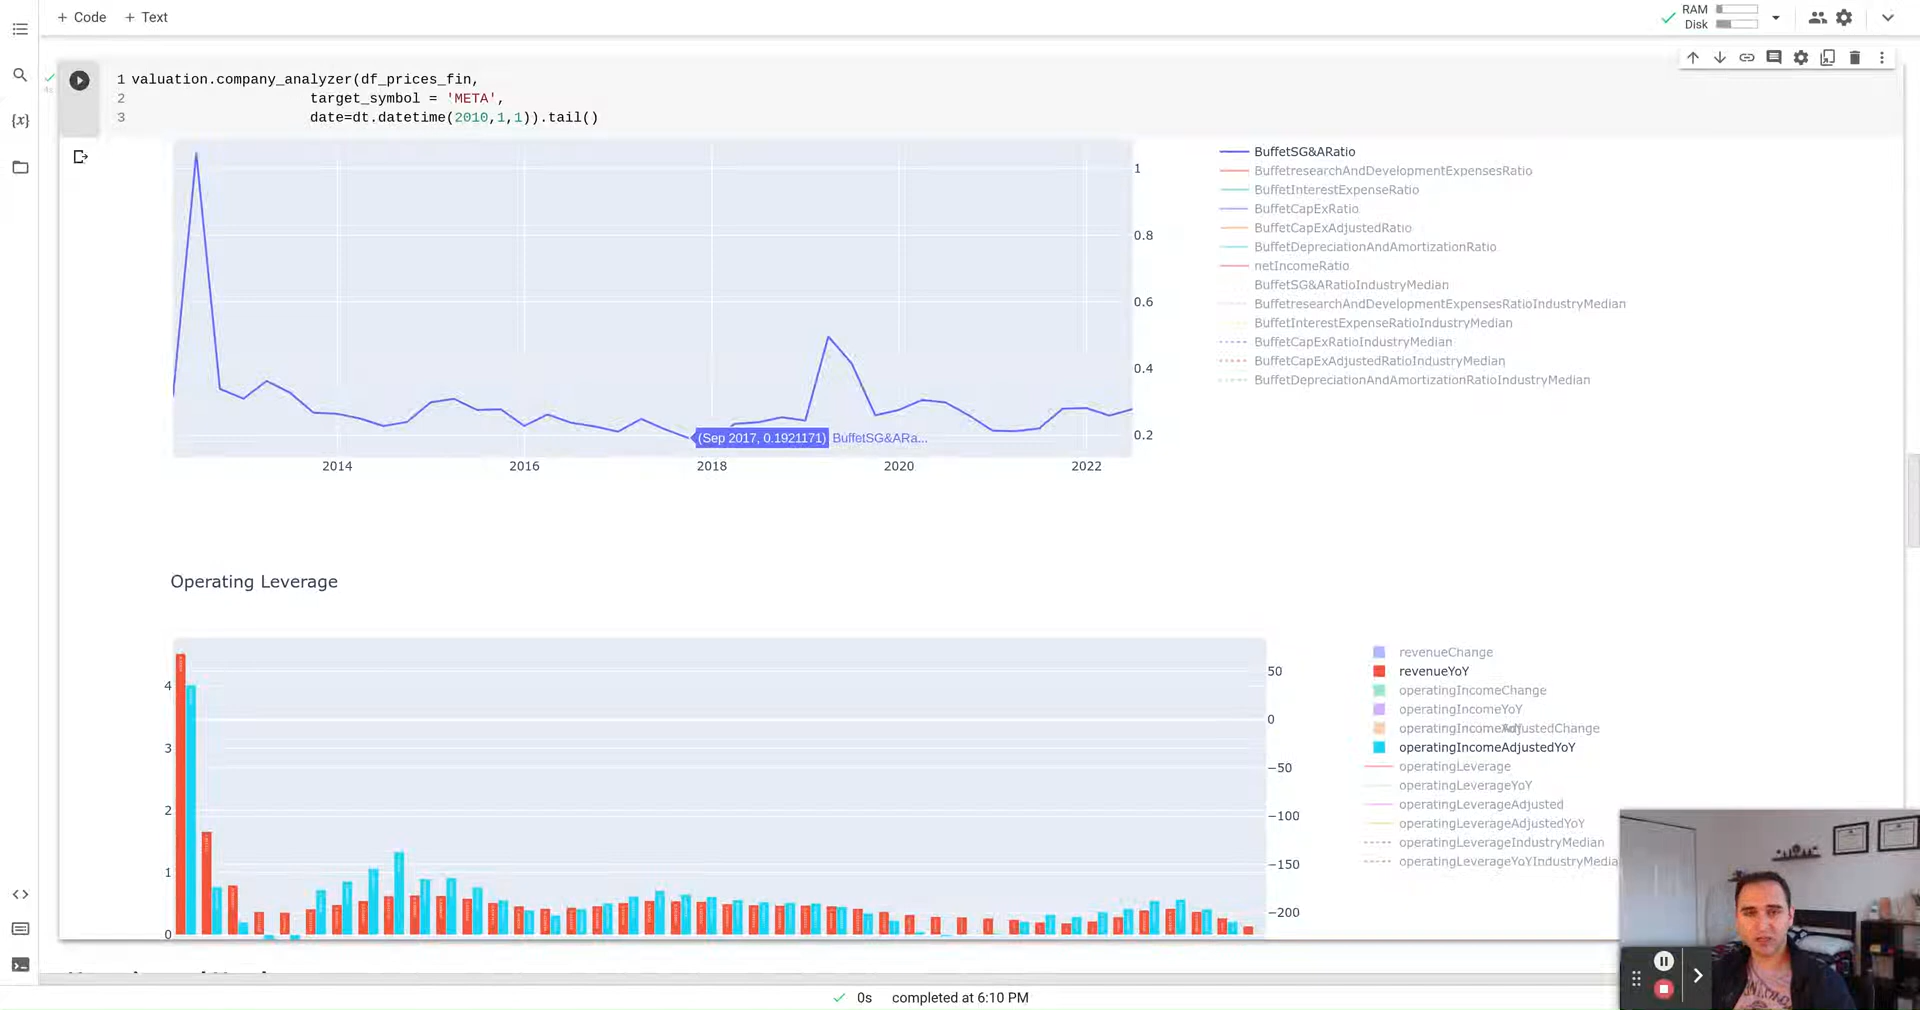 + Code + Text
RAM
Disk
1 valuation.company_analyzer(df_prices_fin,
2 target_symbol = 'META',
3 date=dt.datetime(2010,1,1)).tail()
{x}
BuffetSG&ARatio
BuffetresearchAndDevelopmentExpensesRatio
BuffetInterestExpenseRatio
BuffetCapExRatio
BuffetCapExAdjustedRatio
BuffetDepreciationAndAmortizationRatio
netIncomeRatio
BuffetSG&ARatioIndustryMedian
BuffetresearchAndDevelopmentExpensesRatioIndustryMedian
BuffetInterestExpenseRatioIndustryMedian
BuffetCapExRatioIndustryMedian
BuffetCapExAdjustedRatioIndustryMedian
BuffetDepreciationAndAmortizationRatioIndustryMedian
1
0.8
0.6
0.4
0.2
(Sep 2017, 0.1921171) BuffetSG&ARa...
2014 2016 2018 2020 2022
Operating Leverage
4
3
2
1
0
50
0
−50
−100
−150
−200
revenueChange
revenueYoY
operatingIncomeChange
operatingIncomeYoY
operatingIncomeAdjustedChange
operatingIncomeAdjustedYoY
operatingLeverage
operatingLeverageYoY
operatingLeverageAdjusted
operatingLeverageAdjustedYoY
operatingLeverageIndustryMedian
operatingLeverageYoYIndustryMedia
0s completed at 6:10 PM